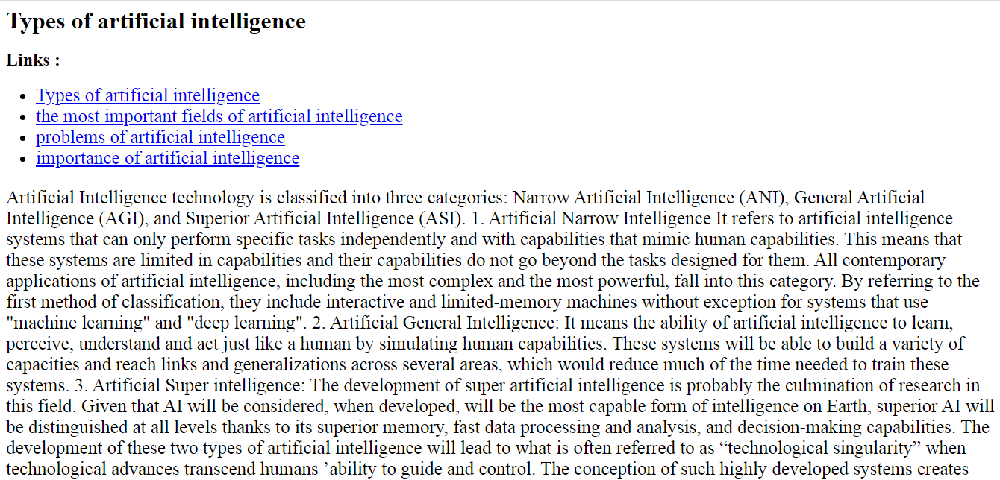 Types of artificial intelligence
Links :
Types of artificial intelligence
the most important fields of artificial intelligence
problems of artificial intelligence
importance of artificial intelligence
Artificial Intelligence technology is classified into three categories: Narrow Artificial Intelligence (ANI), General Artificial
Intelligence (AGI), and Superior Artificial Intelligence (ASI). 1. Artificial Narrow Intelligence It refers to artificial intelligence
systems that can only perform specific tasks independently and with capabilities that mimic human capabilities. This means that
these systems are limited in capabilities and their capabilities do not go beyond the tasks designed for them. All contemporary
applications of artificial intelligence, including the most complex and the most powerful, fall into this category. By referring to the
first method of classification, they include interactive and limited-memory machines without exception for systems that use
"machine learning" and "deep learning". 2. Artificial General Intelligence: It means the ability of artificial intelligence to learn,
perceive, understand and act just like a human by simulating human capabilities. These systems will be able to build a variety of
capacities and reach links and generalizations across several areas, which would reduce much of the time needed to train these
systems. 3. Artificial Super intelligence: The development of super artificial intelligence is probably the culmination of research in
this field. Given that AI will be considered, when developed, will be the most capable form of intelligence on Earth, superior AI will
be distinguished at all levels thanks to its superior memory, fast data processing and analysis, and decision-making capabilities. The
development of these two types of artificial intelligence will lead to what is often referred to as “technological singularity” when
technological advances transcend humans ’ability to guide and control. The conception of such highly developed systems creates